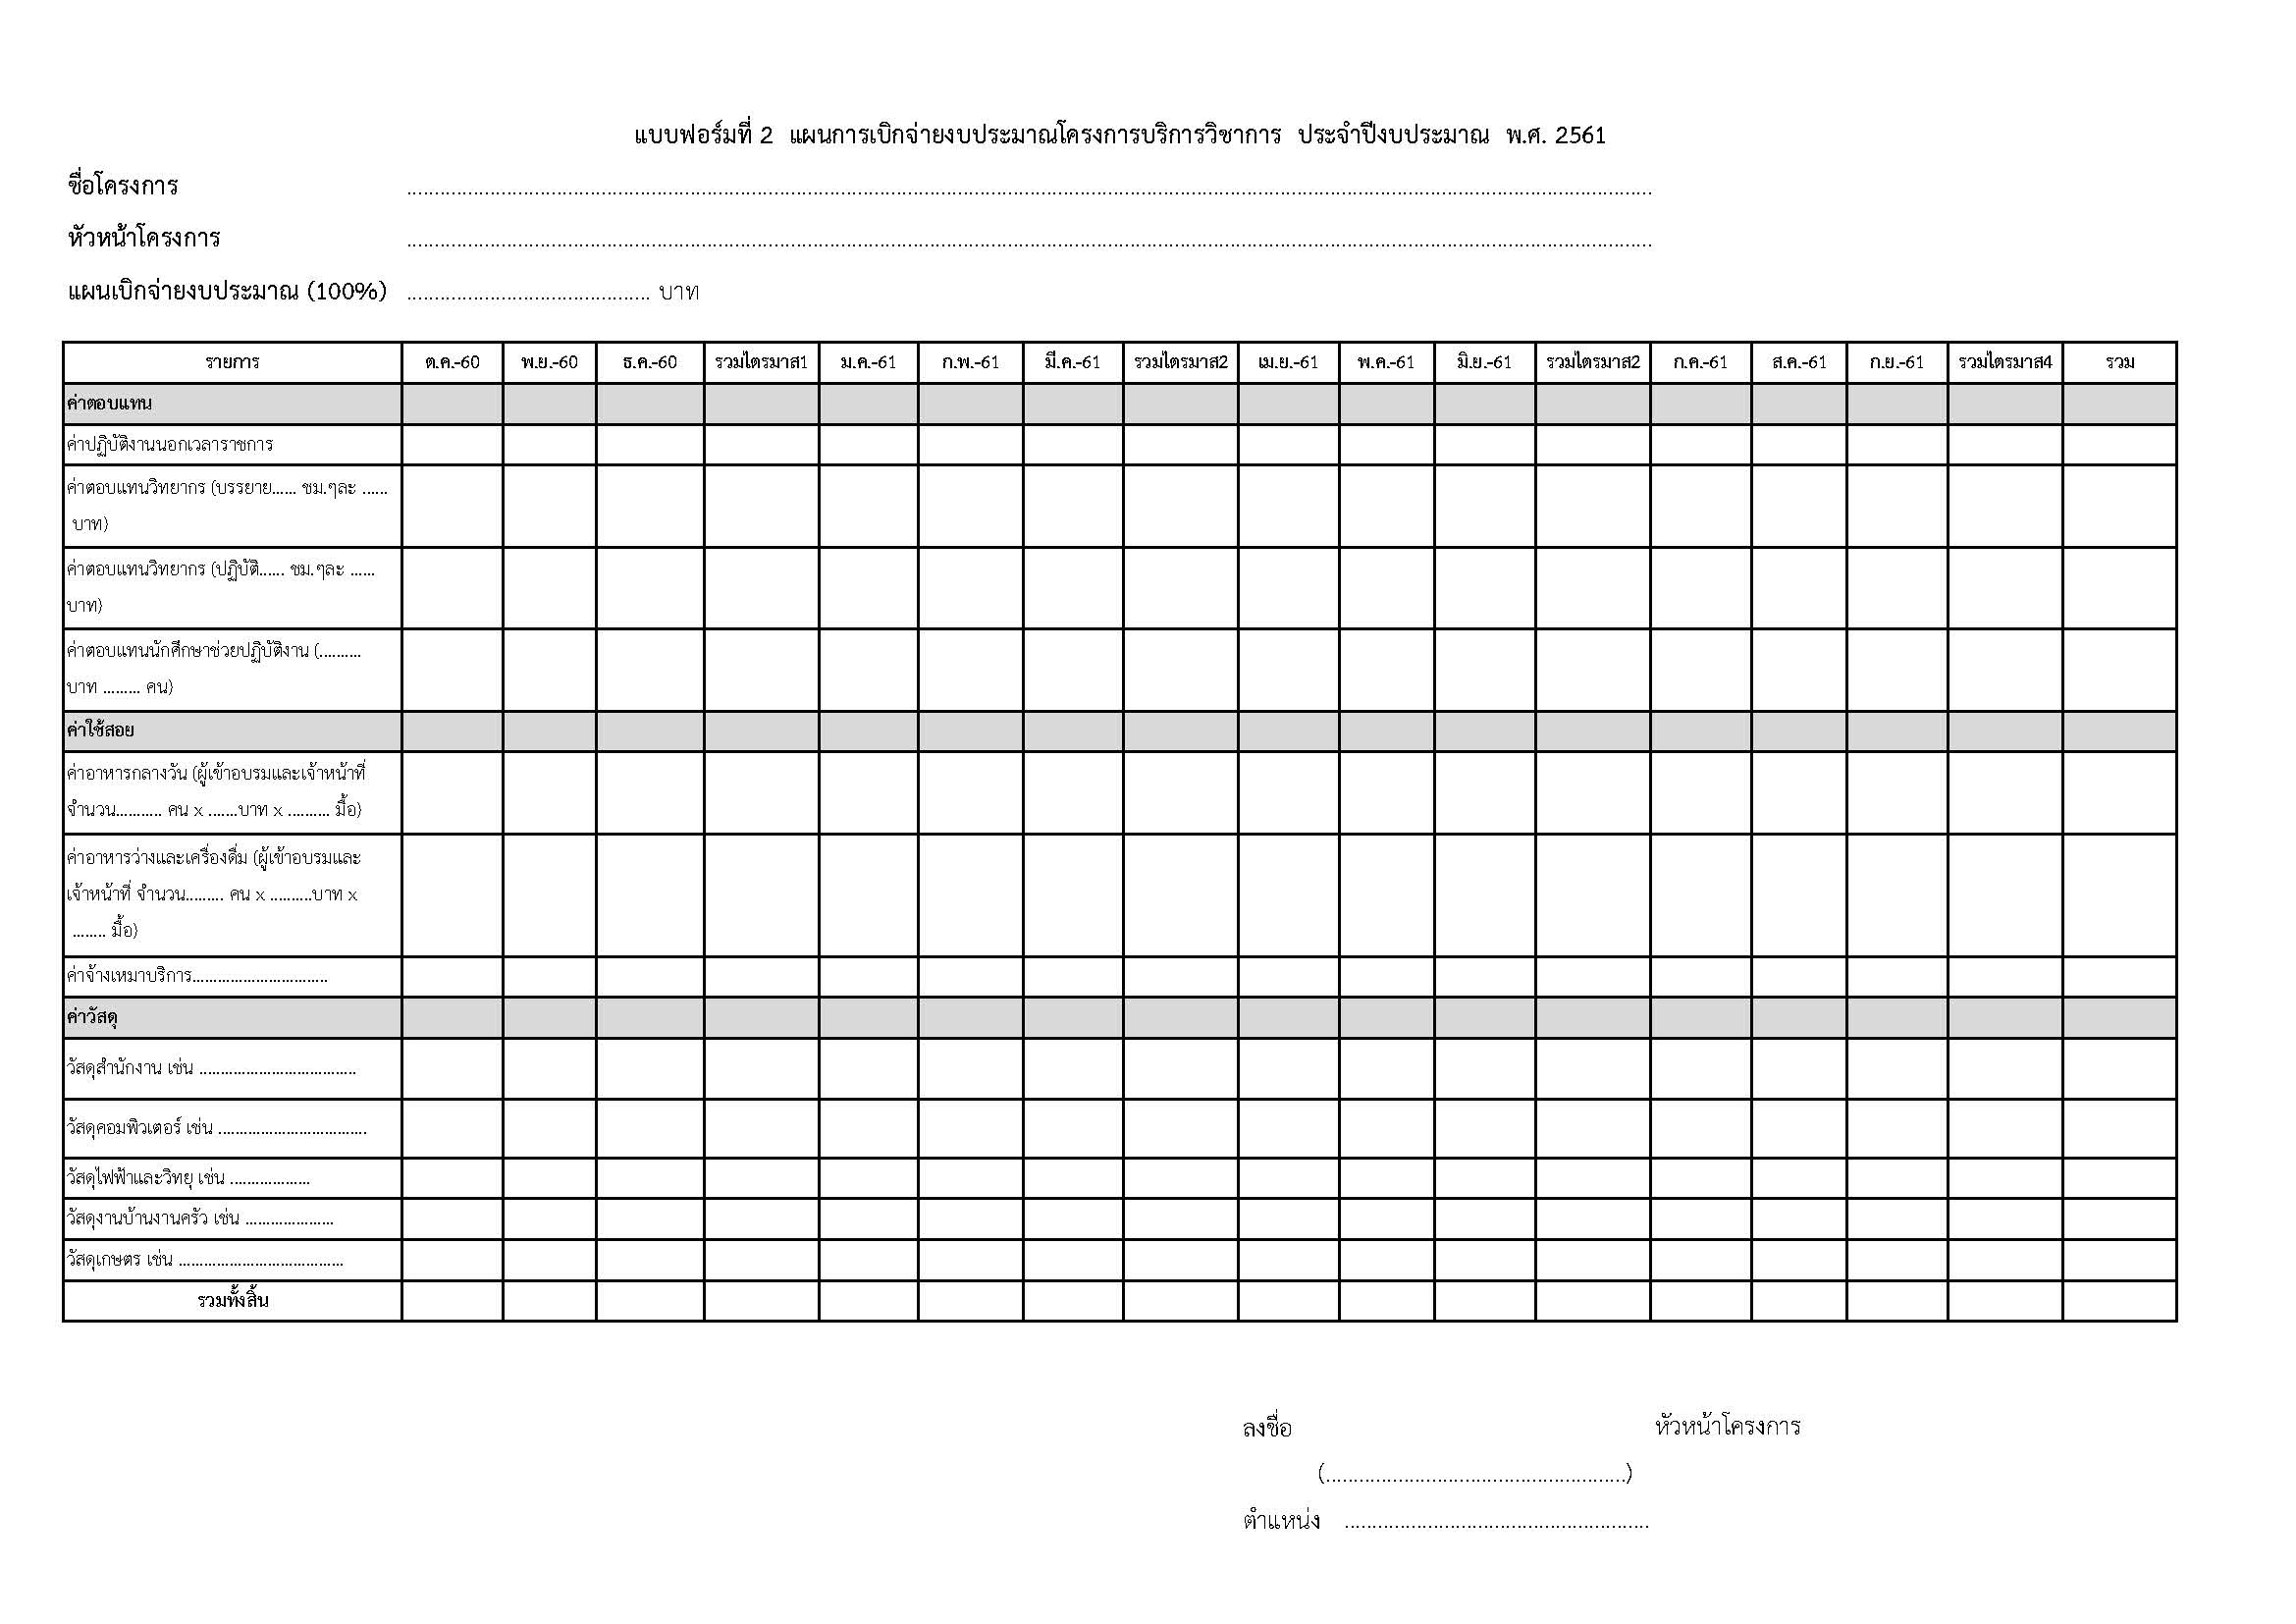 แบบฟอร์มที่ 2 แผนการเบิกจ่ายงบประมาณโครงการบริการวิชาการ ประจำปีงบประมาณ พ.ศ. 2561
ชื่อโครงการ ........................................................................................................................
หัวหน้าโครงการ ........................................................................................................................
แผนเบิกจ่ายงบประมาณ (100%) ............................................ บาท
รายการ ต.ค.-60 พ.ย.-60 ธ.ค.-60 รวมไตรมาส1 ม.ค.-61 ก.พ.-61 มี.ค.-61 รวมไตรมาส2 เม.ย.-61 พ.ค.-61 มิ.ย.-61 รวมไตรมาส2 ก.ค.-61 ส.ค.-61 ก.ย.-61 รวมไตรมาส4 รวม
ค่าตอบแทน
ค่าปฏิบัติงานนอกเวลาราชการ
ค่าตอบแทนวิทยากร (บรรยาย...... ชม.ๆละ ......
บาท)
ค่าตอบแทนวิทยากร (ปฏิบัติ...... ชม.ๆละ ......
บาท)
ค่าตอบแทนนักศึกษาช่วยปฏิบัติงาน (..........
บาท ......... คน)
ค่าใช้สอย
ค่าอาหารกลางวัน (ผู้เข้าอบรมและเจ้าหน้าที่
จำนวน........... คน x .......บาท x .......... มื้อ)
ค่าอาหารว่างและเครื่องดื่ม (ผู้เข้าอบรมและ
เจ้าหน้าที่ จำนวน......... คน x ..........บาท x
........ มื้อ)
ค่าจ้างเหมาบริการ................................
ค่าวัสดุ
วัสดุสำนักงาน เช่น .....................................
วัสดุคอมพิวเตอร์ เช่น ...................................
วัสดุไฟฟ้าและวิทยุ เช่น ...................
วัสดุงานบ้านงานครัว เช่น .....................
วัสดุเกษตร เช่น .......................................
รวมทั้งสิ้น
ลงชื่อ หัวหน้าโครงการ
(......................................................)
ตำแหน่ง .......................................................